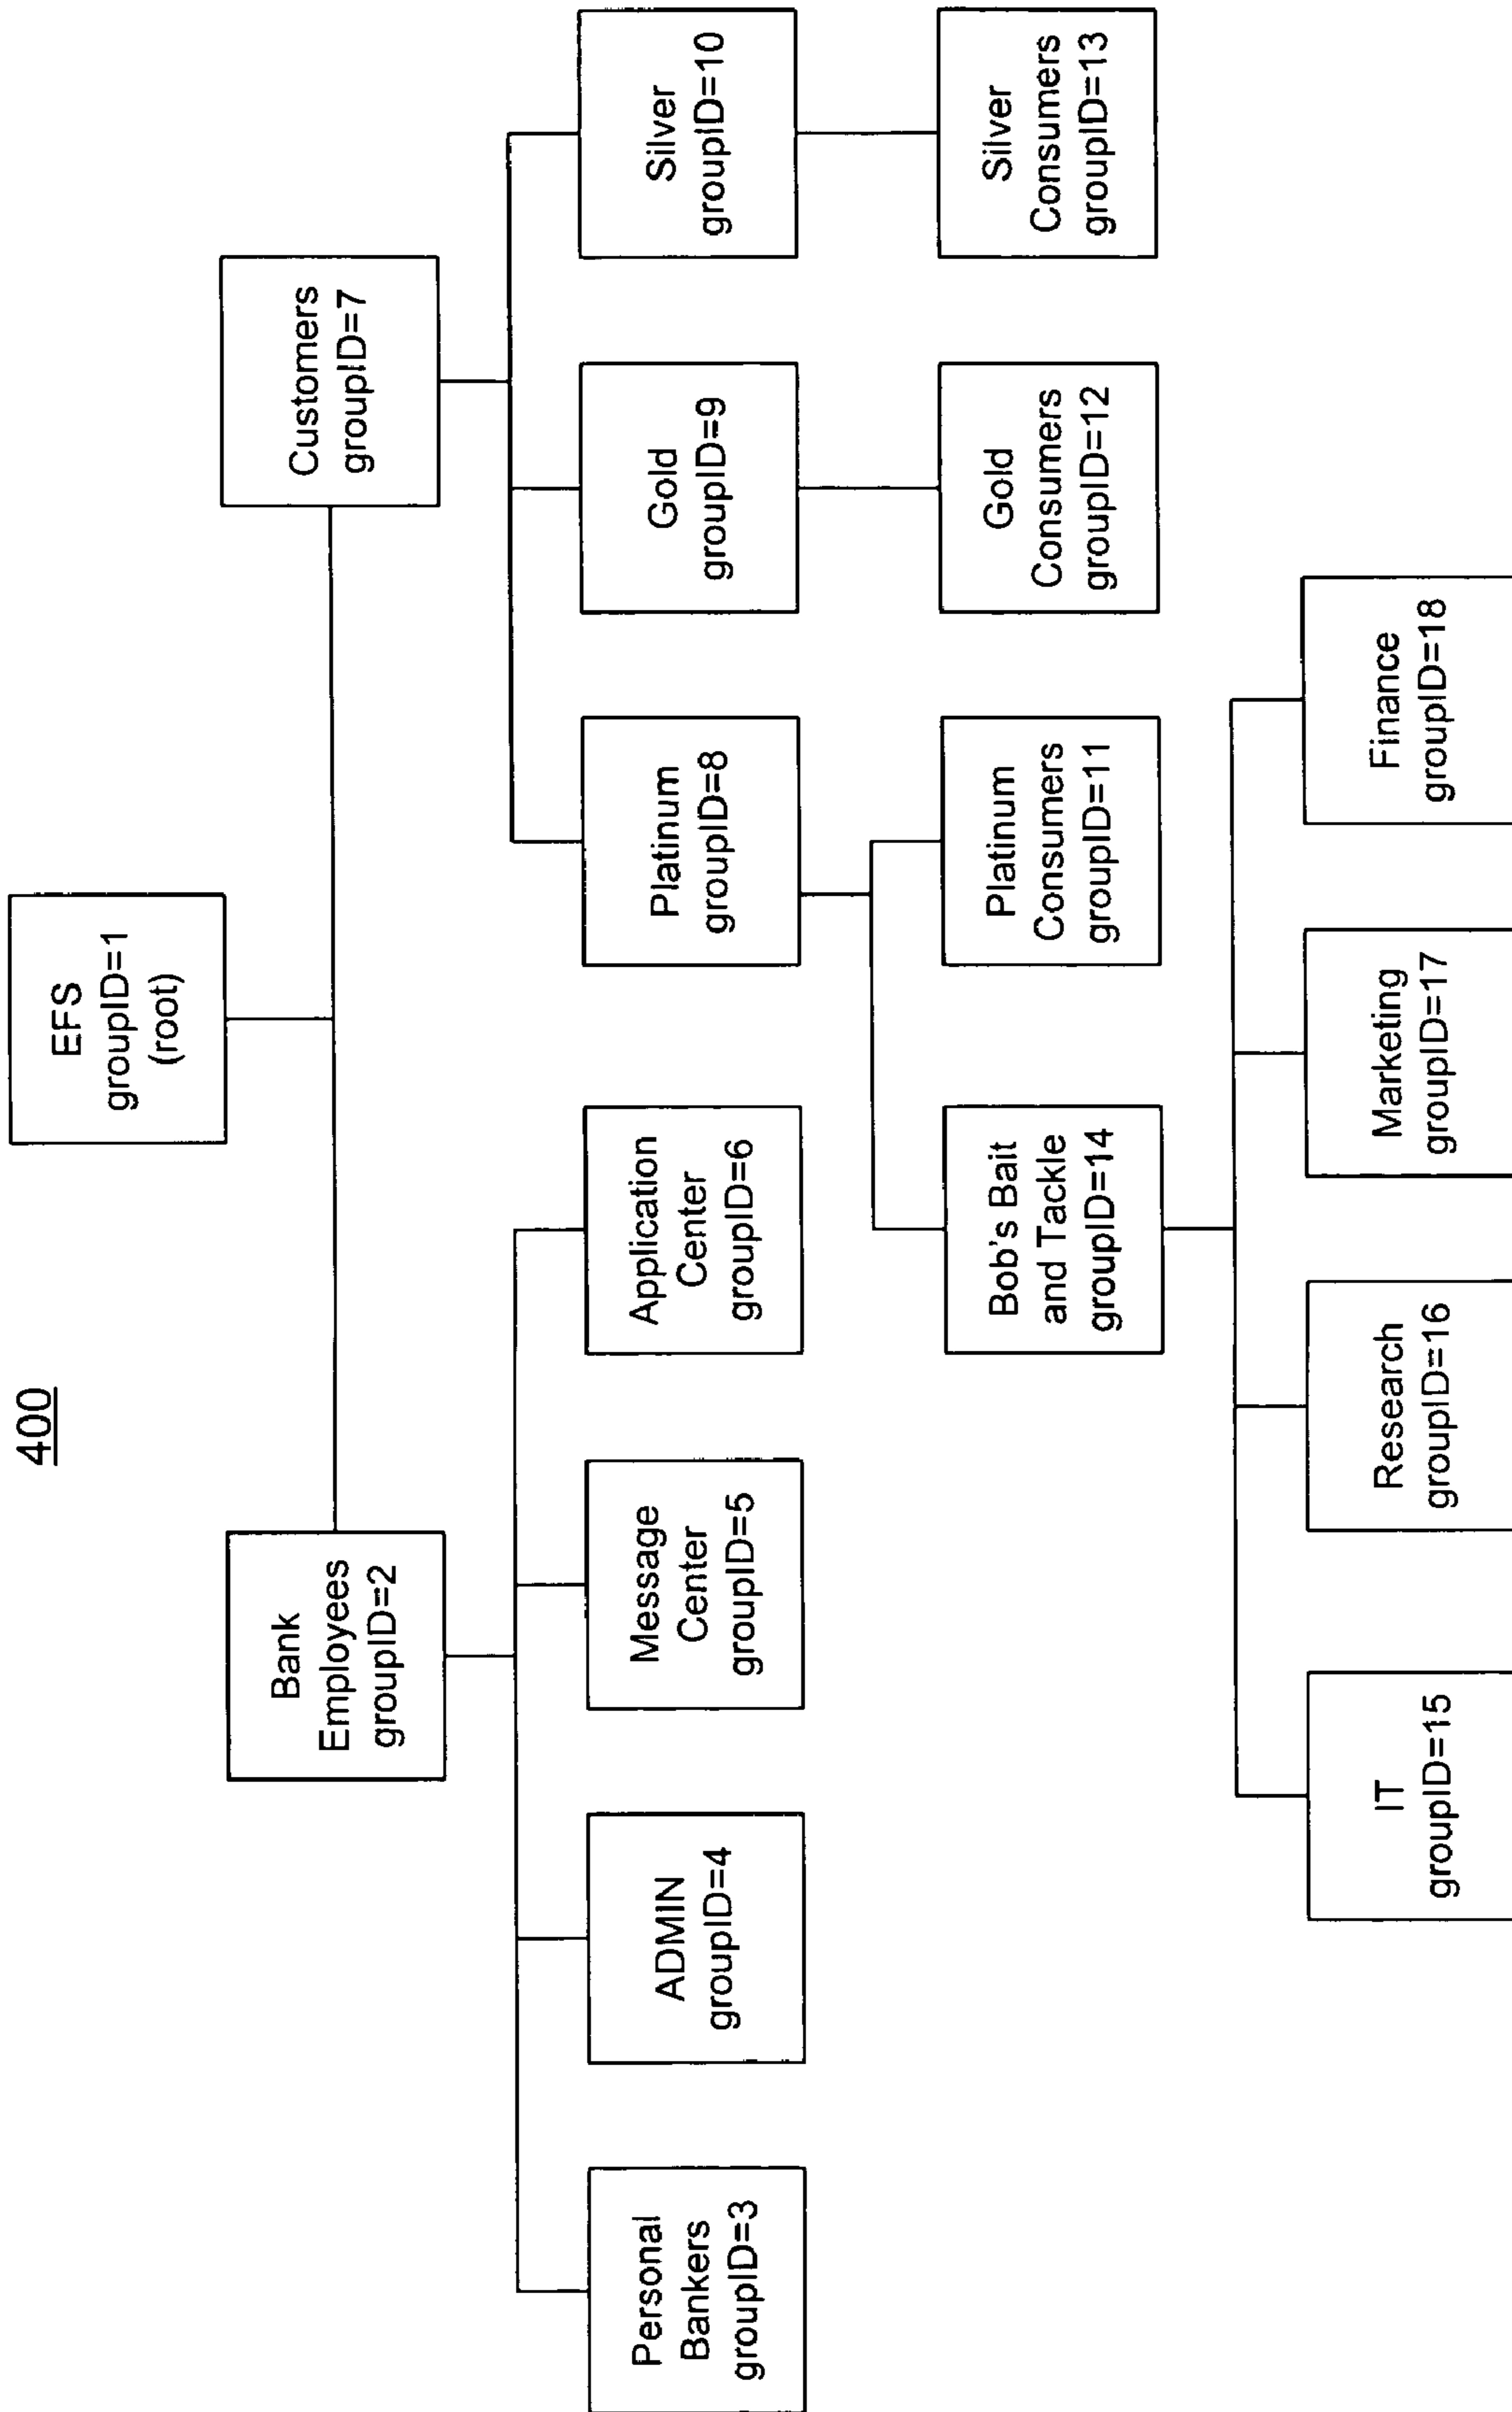 400
EFS
groupID=1
(root)
Bank
Employees
groupID=2
Customers
groupID=7
Personal
Bankers
groupID=3
ADMIN
groupID=4
Message
Center
groupID=5
Application
Center
groupID=6
Platinum
groupID=8
Gold
groupID=9
Silver
groupID=10
Bob's Bait
and Tackle
groupID=14
Platinum
Consumers
groupID=11
Gold
Consumers
groupID=12
Silver
Consumers
groupID=13
IT
groupID=15
Research
groupID=16
Marketing
groupID=17
Finance
groupID=18